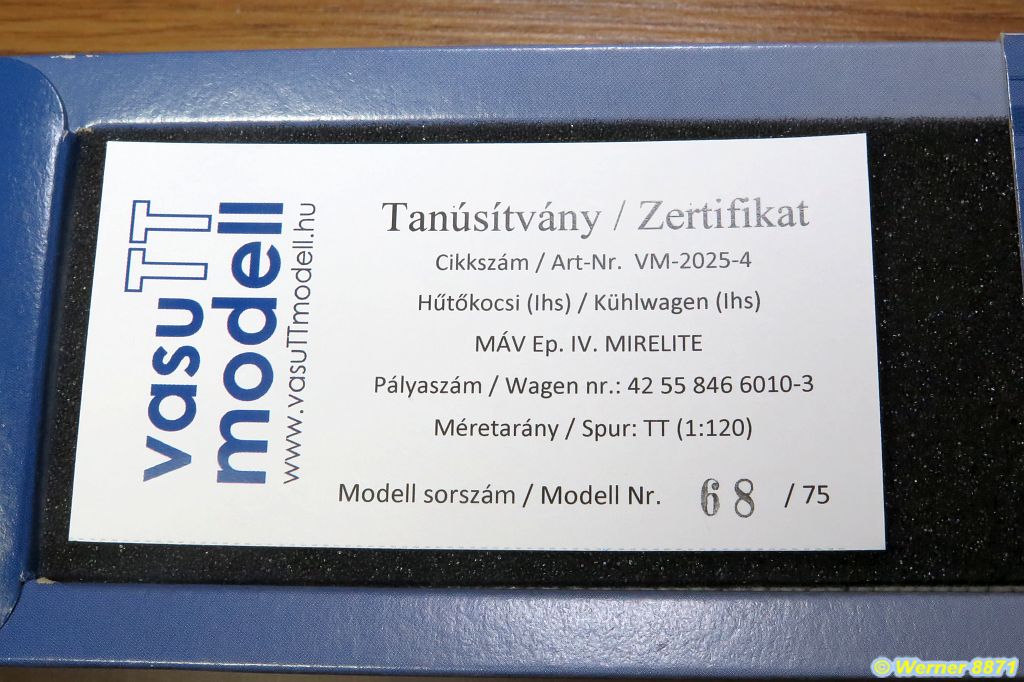 vasuTT
modell
www.vasuTTmodell.hu
Tanúsítvány / Zertifikat
Cikkszám / Art-Nr. VM-2025-4
Hűtőkocsi (Ihs) / Kühlwagen (Ihs)
MÁV Ep. IV. MIRELITE
Pályaszám / Wagen nr.: 42 55 846 6010-3
Méretarány / Spur: TT (1:120)
Modell sorszám / Modell Nr. 68 / 75
© Werner 8871